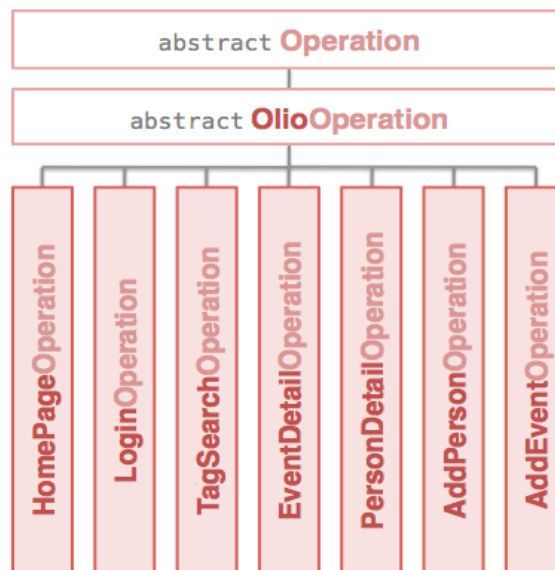 abstract Operation
abstract OlioOperation
HomePageOperation
LoginOperation
TagSearchOperation
EventDetailOperation
PersonDetailOperation
AddPersonOperation
AddEventOperation